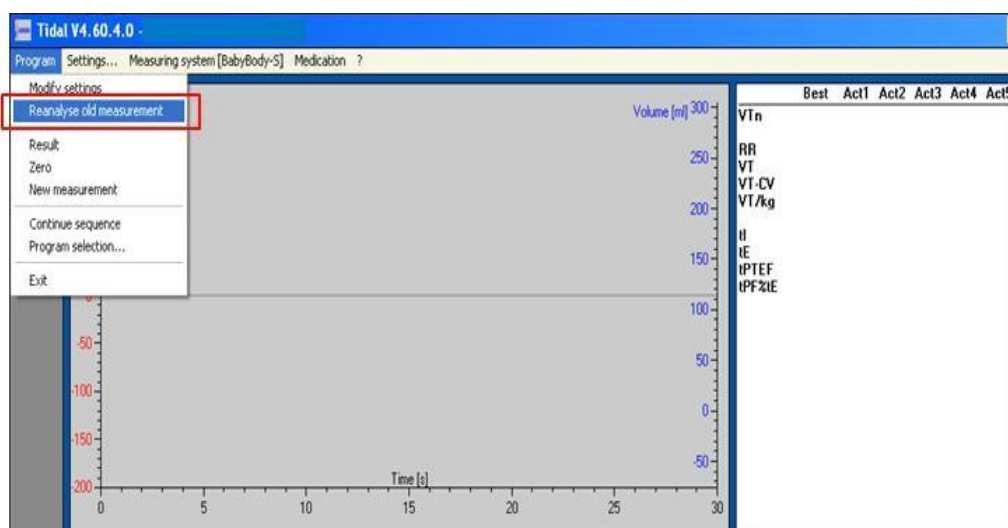 Tidal V4.60.4.0 -
Program Settings... Measuring system [BabyBody-S] Medication ?
Modify settings
Reanalyse old measurement
Result
Zero
New measurement
Continue sequence
Program selection...
Exit
Volume [ml]
300
250
200
150
100
50
0
-50
0
-50
-100
-150
-200
Time [s]
0 5 10 15 20 25 30
Best Act1 Act2 Act3 Act4 Act5
VTn
RR
VT
VT-CV
VT/kg
tI
tE
tPTEF
tPF%tE